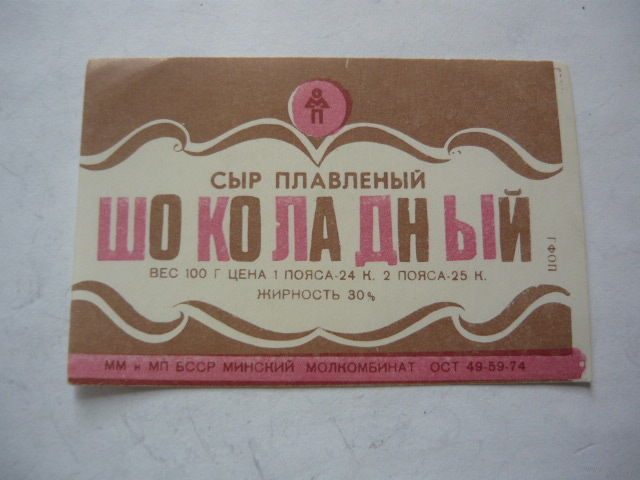 СЫР ПЛАВЛЕНЫЙ
ШОКОЛАДНЫЙ
ВЕС 100 Г ЦЕНА 1 ПОЯСА-24 К. 2 ПОЯСА-25 К.
ЖИРНОСТЬ 30%
ЦОФ Г
ММ и МП БССР МИНСКИЙ МОЛКОМБИНАТ ОСТ 49-59-74